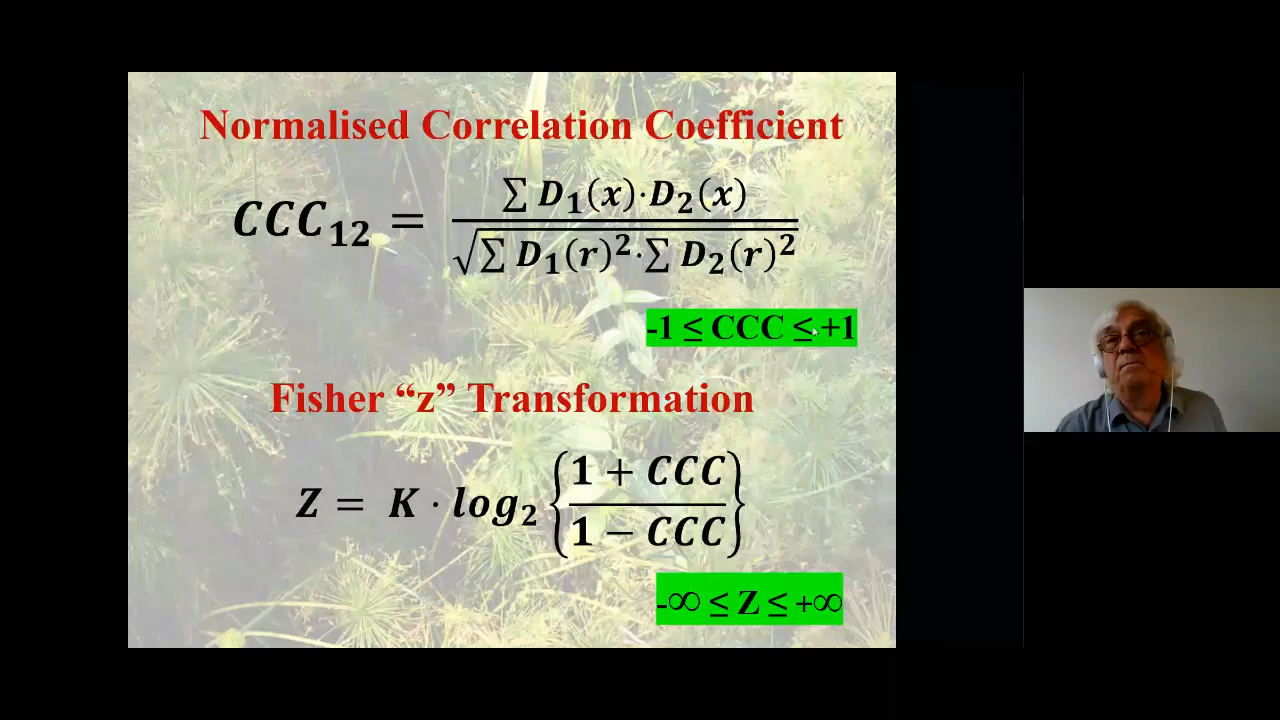 Normalised Correlation Coefficient
CCC₁₂ = ∑ D₁(x)·D₂(x) / √∑ D₁(r)²·∑ D₂(r)²
-1 ≤ CCC ≤ +1
Fisher “z” Transformation
Z = K · log₂ {1 + CCC / 1 − CCC}
-∞ ≤ Z ≤ +∞